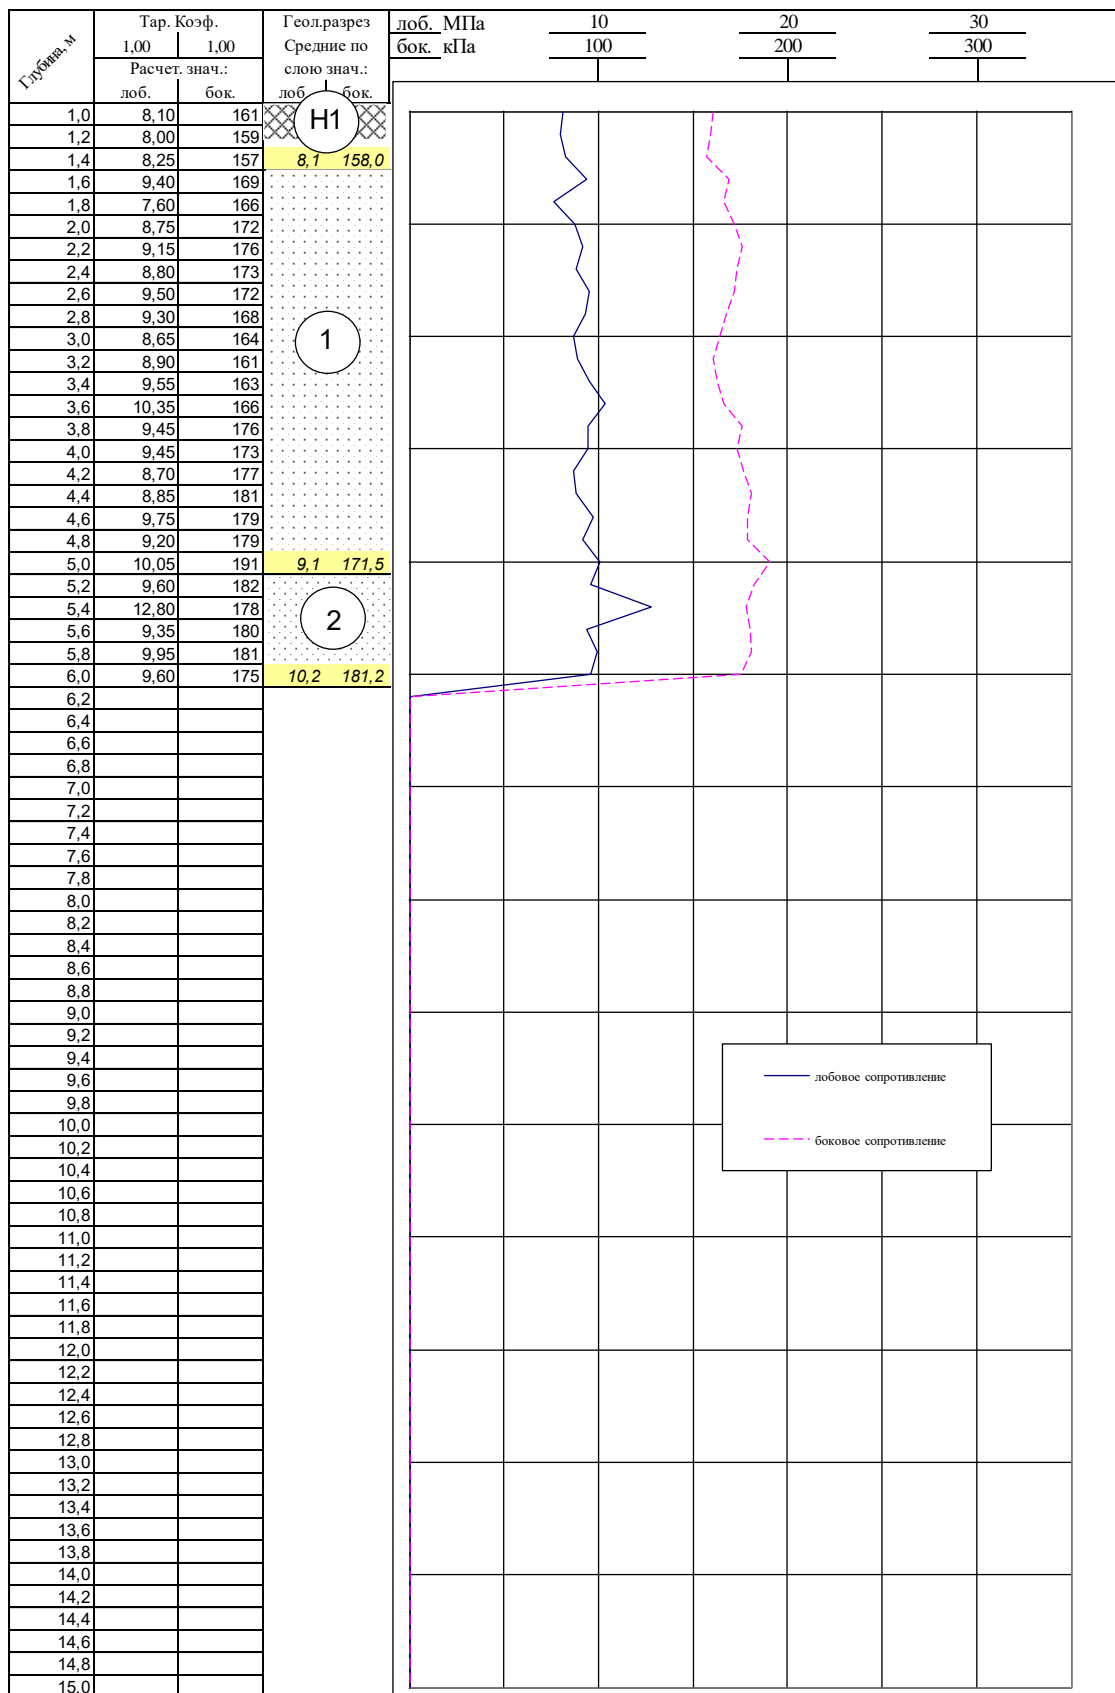 Глубина, м
Тар. Коэф.
1,00 1,00
Расчет. знач.:
лоб. бок.
Геол.разрез
Средние по
слою знач.:
лоб. бок.
лоб. МПа 10 20 30
бок. кПа 100 200 300
1,0 8,10 161
Н1
1,2 8,00 159
1,4 8,25 157 8,1 158,0
1,6 9,40 169
1,8 7,60 166
2,0 8,75 172
2,2 9,15 176
2,4 8,80 173
2,6 9,50 172
2,8 9,30 168
3,0 8,65 164 1
3,2 8,90 161
3,4 9,55 163
3,6 10,35 166
3,8 9,45 176
4,0 9,45 173
4,2 8,70 177
4,4 8,85 181
4,6 9,75 179
4,8 9,20 179
5,0 10,05 191 9,1 171,5
5,2 9,60 182
5,4 12,80 178
2
5,6 9,35 180
5,8 9,95 181
6,0 9,60 175 10,2 181,2
6,2
6,4
6,6
6,8
7,0
7,2
7,4
7,6
7,8
8,0
8,2
8,4
8,6
8,8
9,0
9,2
9,4
9,6
лобовое сопротивление
9,8
10,0
10,2
боковое сопротивление
10,4
10,6
10,8
11,0
11,2
11,4
11,6
11,8
12,0
12,2
12,4
12,6
12,8
13,0
13,2
13,4
13,6
13,8
14,0
14,2
14,4
14,6
14,8
15,0